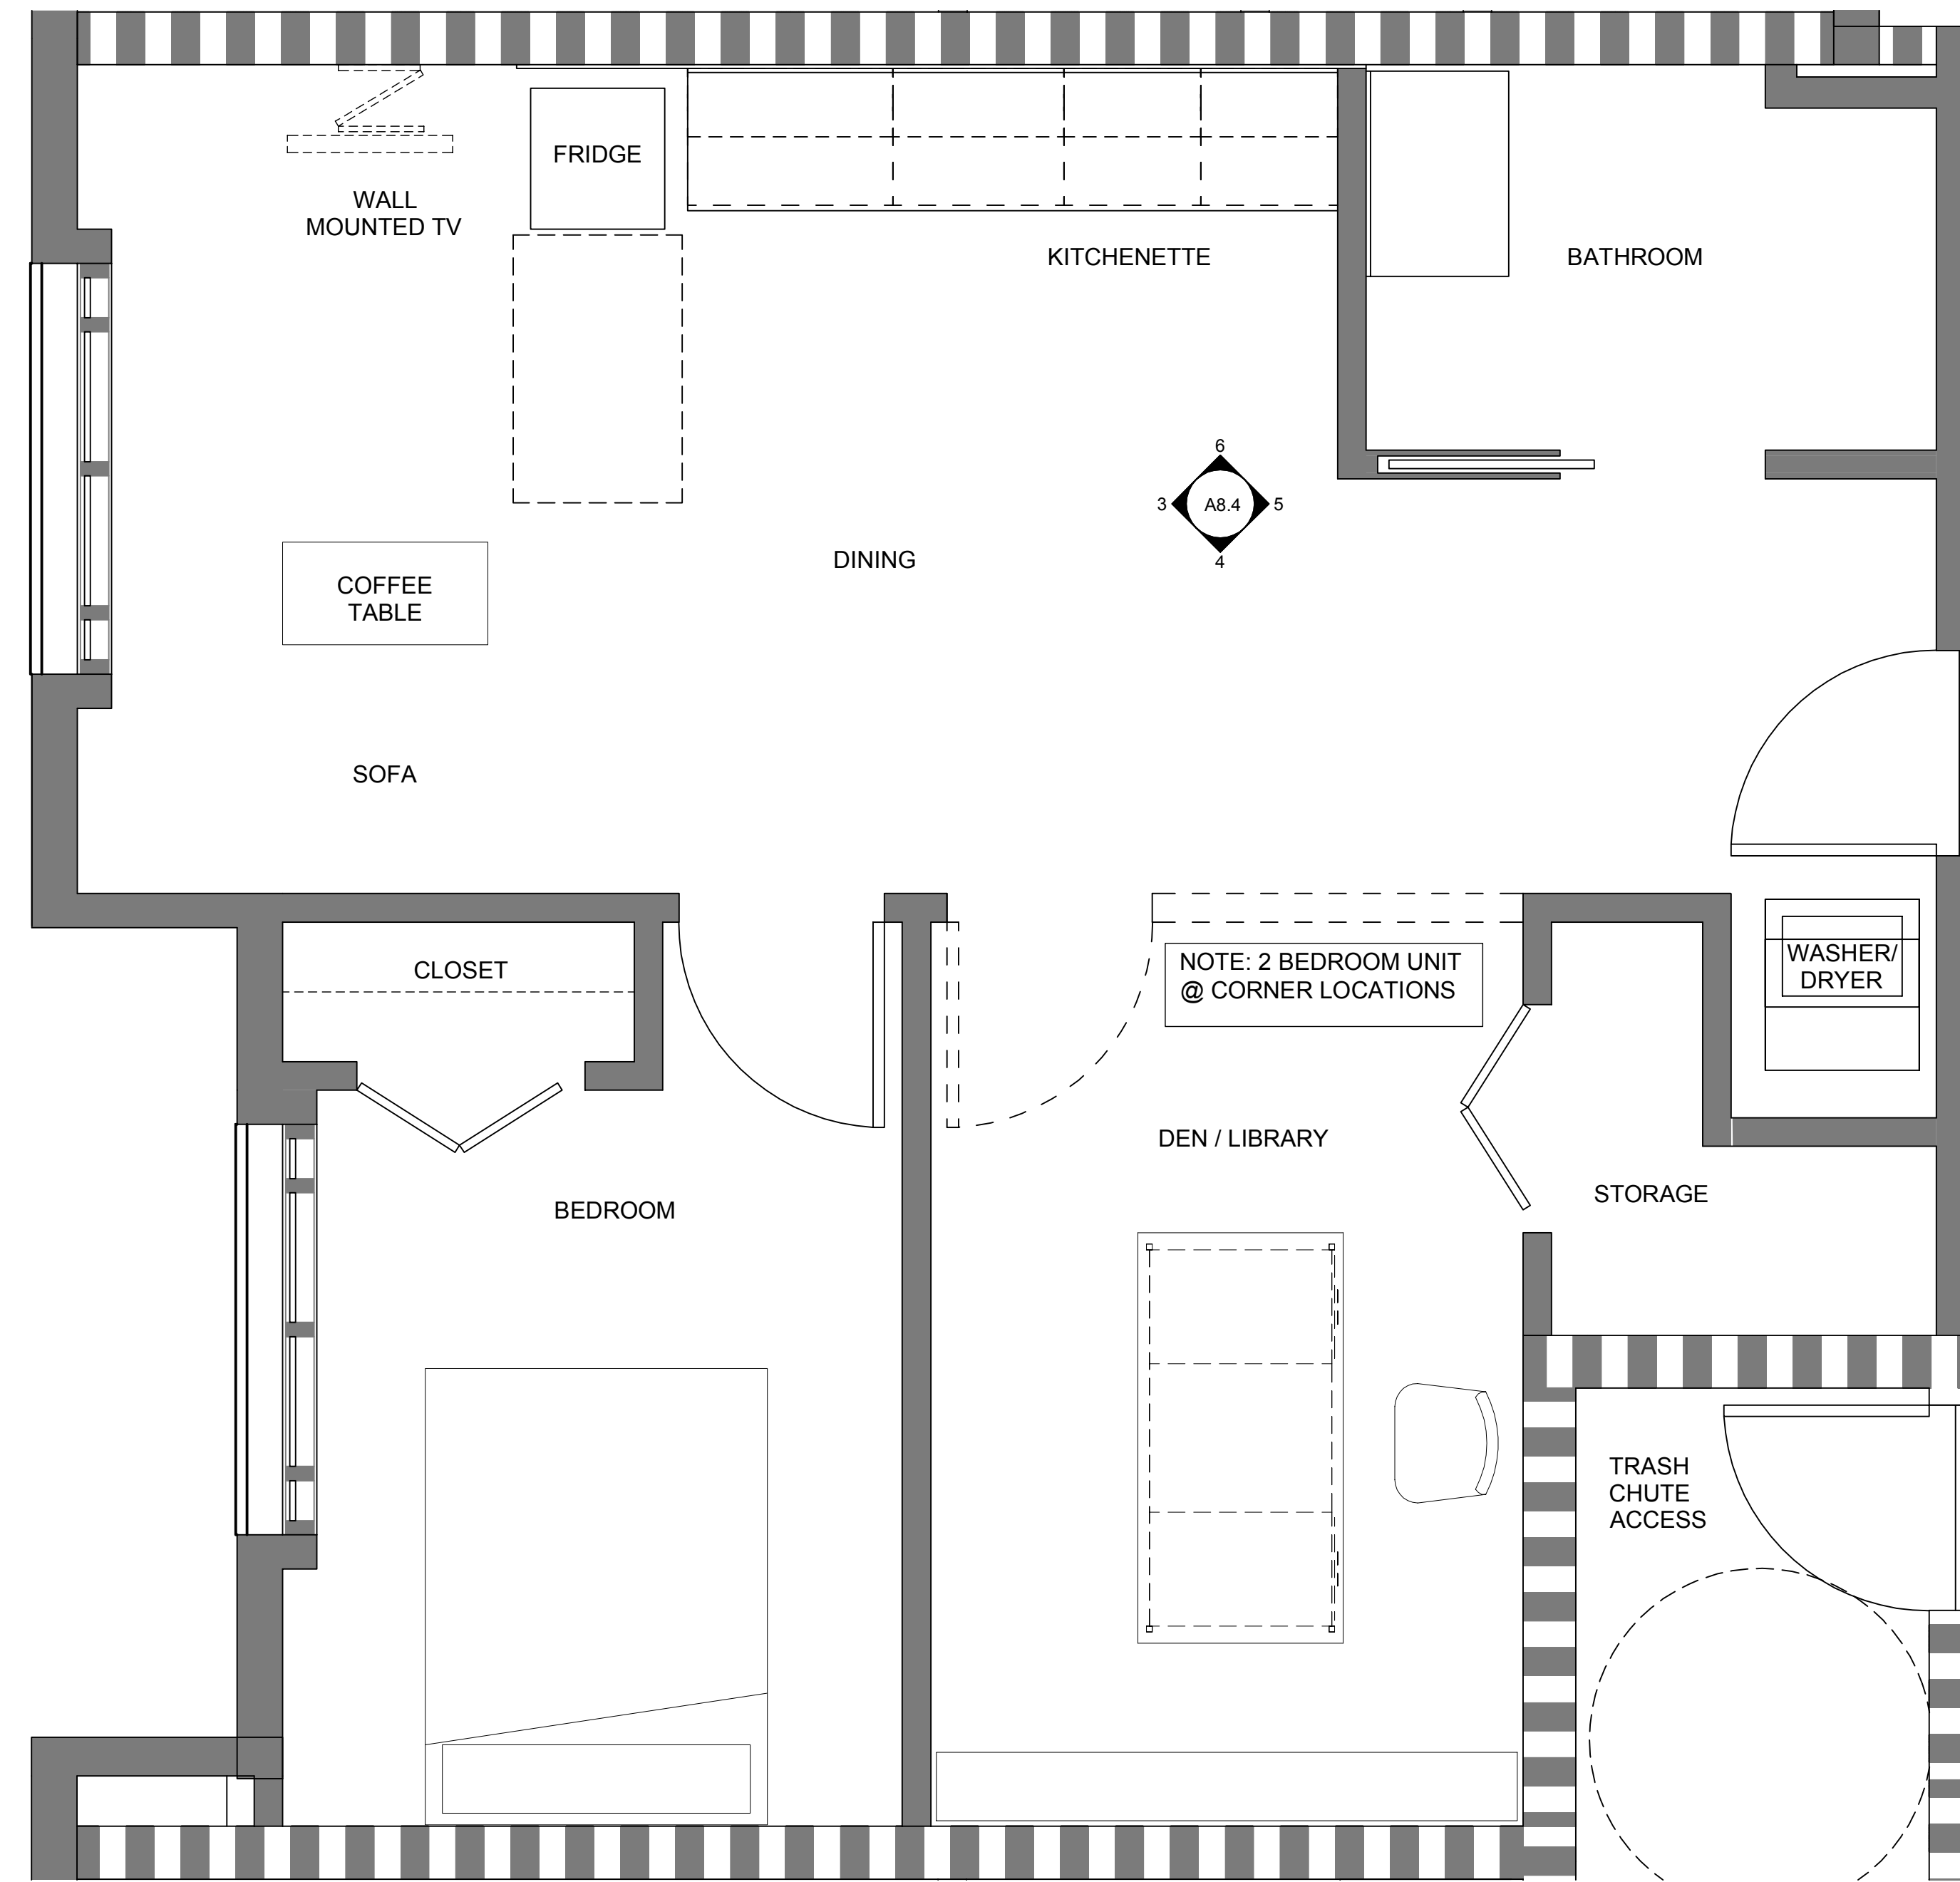 FRIDGE
WALL
MOUNTED TV
KITCHENETTE
BATHROOM
6
3
A8.4
5
4
DINING
COFFEE
TABLE
SOFA
CLOSET
NOTE: 2 BEDROOM UNIT
@ CORNER LOCATIONS
WASHER/
DRYER
DEN / LIBRARY
STORAGE
BEDROOM
TRASH
CHUTE
ACCESS